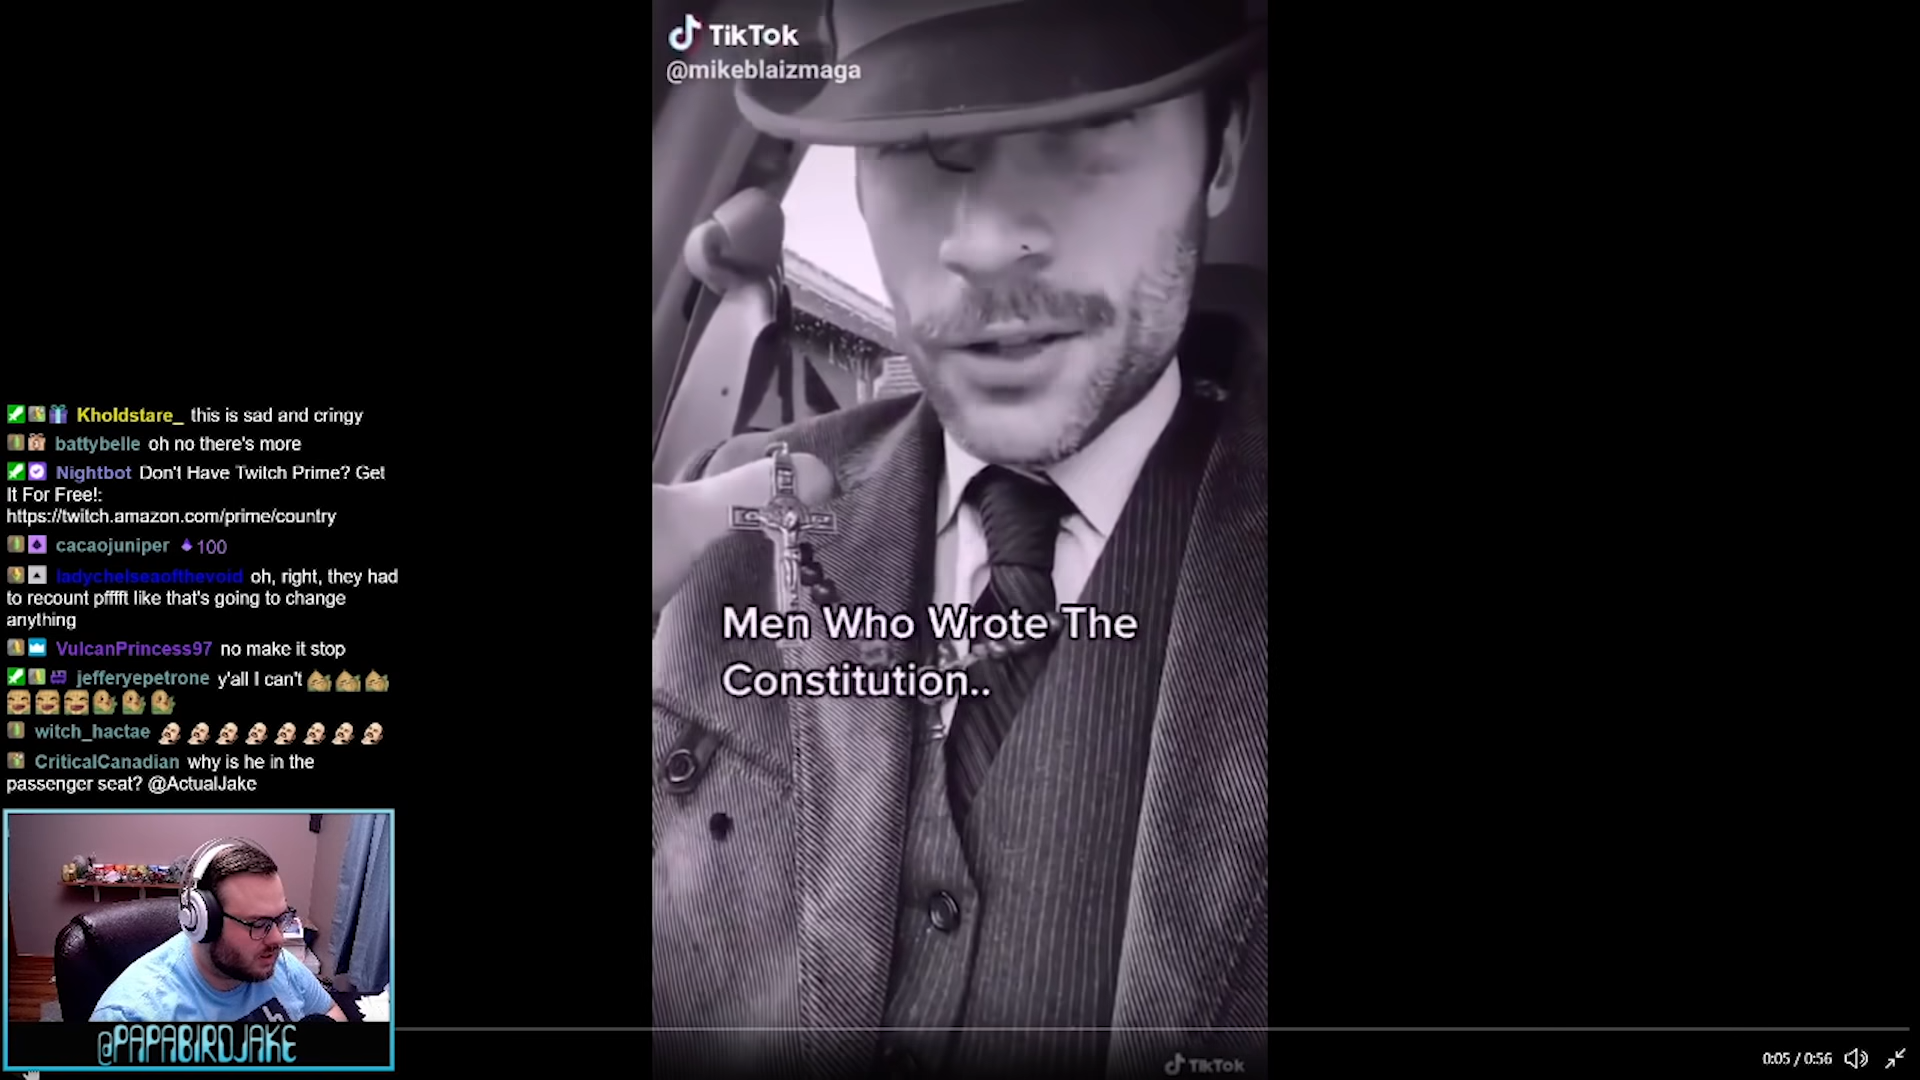 TikTok
@mikeblaizmaga
Kholdstare_ this is sad and cringy
battybelle oh no there's more
Nightbot Don't Have Twitch Prime? Get
It For Free!:
https://twitch.amazon.com/prime/country
cacaojuniper 100
ladychelseaofthevoid oh, right, they had
to recount pfffft like that's going to change
anything
VulcanPrincess97 no make it stop
jefferyepetrone y'all I can't
witch_hactae
CriticalCanadian why is he in the
passenger seat? @ActualJake
Men Who Wrote The
Constitution..
@PAPABIRDJAKE
TikTok
0:05 / 0:56